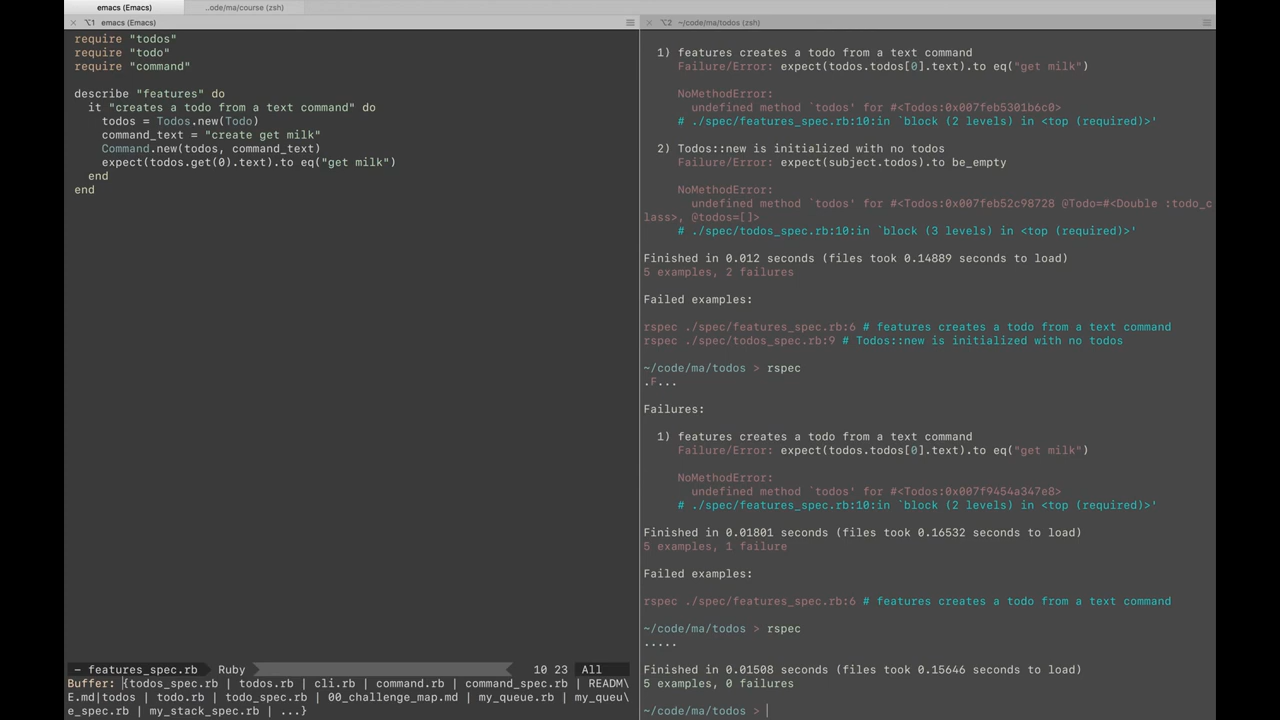 emacs (Emacs)
..ode/ma/course (zsh)
× ⌥1 emacs (Emacs)
require "todos"
require "todo"
require "command"
describe "features" do
it "creates a todo from a text command" do
todos = Todos.new(Todo)
command_text = "create get milk"
Command.new(todos, command_text)
expect(todos.get(0).text).to eq("get milk")
end
end
- features_spec.rb Ruby 10 23 All
Buffer: {todos_spec.rb | todos.rb | cli.rb | command.rb | command_spec.rb | READM\
E.md|todos | todo.rb | todo_spec.rb | 00_challenge_map.md | my_queue.rb | my_queu\
e_spec.rb | my_stack_spec.rb | ...}
× ⌥2 ~/code/ma/todos (zsh)
1) features creates a todo from a text command
Failure/Error: expect(todos.todos[0].text).to eq("get milk")
NoMethodError:
undefined method `todos' for #<Todos:0x007feb5301b6c0>
# ./spec/features_spec.rb:10:in `block (2 levels) in <top (required)>'
2) Todos::new is initialized with no todos
Failure/Error: expect(subject.todos).to be_empty
NoMethodError:
undefined method `todos' for #<Todos:0x007feb52c98728 @Todo=#<Double :todo_c
lass>, @todos=[]>
# ./spec/todos_spec.rb:10:in `block (3 levels) in <top (required)>'
Finished in 0.012 seconds (files took 0.14889 seconds to load)
5 examples, 2 failures
Failed examples:
rspec ./spec/features_spec.rb:6 # features creates a todo from a text command
rspec ./spec/todos_spec.rb:9 # Todos::new is initialized with no todos
~/code/ma/todos > rspec
.F...
Failures:
1) features creates a todo from a text command
Failure/Error: expect(todos.todos[0].text).to eq("get milk")
NoMethodError:
undefined method `todos' for #<Todos:0x007f9454a347e8>
# ./spec/features_spec.rb:10:in `block (2 levels) in <top (required)>'
Finished in 0.01801 seconds (files took 0.16532 seconds to load)
5 examples, 1 failure
Failed examples:
rspec ./spec/features_spec.rb:6 # features creates a todo from a text command
~/code/ma/todos > rspec
.....
Finished in 0.01508 seconds (files took 0.15646 seconds to load)
5 examples, 0 failures
~/code/ma/todos >